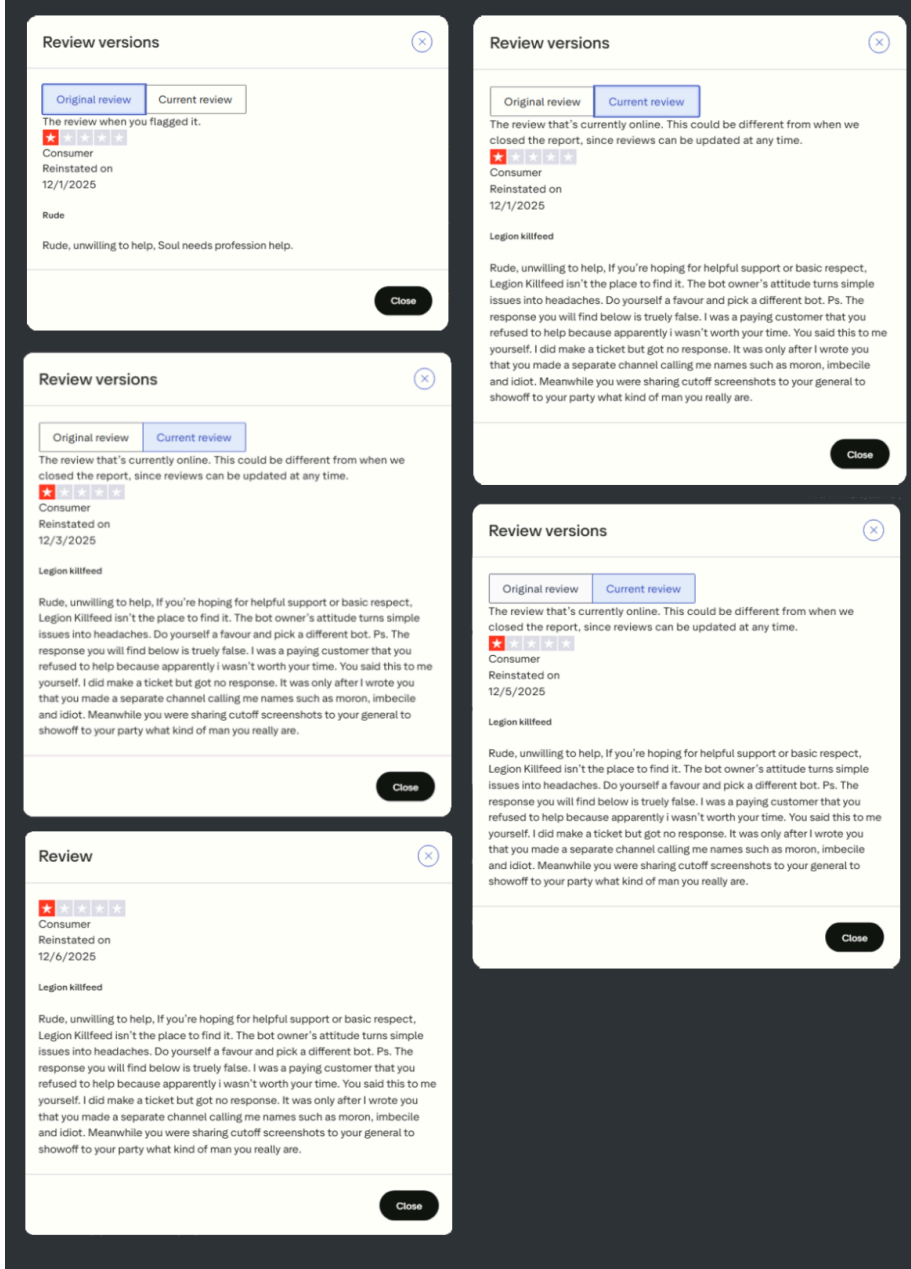 Review versions
Original review
Current review
The review when you flagged it.
Consumer
Reinstated on
12/1/2025
Rude
Rude, unwilling to help, Soul needs profession help.
Close
Review versions
Original review
Current review
The review that's currently online. This could be different from when we
closed the report, since reviews can be updated at any time.
Consumer
Reinstated on
12/1/2025
Legion killfeed
Rude, unwilling to help, If you're hoping for helpful support or basic respect,
Legion Killfeed isn't the place to find it. The bot owner's attitude turns simple
issues into headaches. Do yourself a favour and pick a different bot. Ps. The
response you will find below is truely false. I was a paying customer that you
refused to help because apparently i wasn't worth your time. You said this to me
yourself. I did make a ticket but got no response. It was only after I wrote you
that you made a separate channel calling me names such as moron, imbecile
and idiot. Meanwhile you were sharing cutoff screenshots to your general to
showoff to your party what kind of man you really are.
Close
Review versions
Original review
Current review
The review that's currently online. This could be different from when we
closed the report, since reviews can be updated at any time.
Consumer
Reinstated on
12/3/2025
Legion killfeed
Rude, unwilling to help, If you're hoping for helpful support or basic respect,
Legion Killfeed isn't the place to find it. The bot owner's attitude turns simple
issues into headaches. Do yourself a favour and pick a different bot. Ps. The
response you will find below is truely false. I was a paying customer that you
refused to help because apparently i wasn't worth your time. You said this to me
yourself. I did make a ticket but got no response. It was only after I wrote you
that you made a separate channel calling me names such as moron, imbecile
and idiot. Meanwhile you were sharing cutoff screenshots to your general to
showoff to your party what kind of man you really are.
Close
Review versions
Original review
Current review
The review that's currently online. This could be different from when we
closed the report, since reviews can be updated at any time.
Consumer
Reinstated on
12/5/2025
Legion killfeed
Rude, unwilling to help, If you're hoping for helpful support or basic respect,
Legion Killfeed isn't the place to find it. The bot owner's attitude turns simple
issues into headaches. Do yourself a favour and pick a different bot. Ps. The
response you will find below is truely false. I was a paying customer that you
refused to help because apparently i wasn't worth your time. You said this to me
yourself. I did make a ticket but got no response. It was only after I wrote you
that you made a separate channel calling me names such as moron, imbecile
and idiot. Meanwhile you were sharing cutoff screenshots to your general to
showoff to your party what kind of man you really are.
Close
Review
Consumer
Reinstated on
12/6/2025
Legion killfeed
Rude, unwilling to help, If you're hoping for helpful support or basic respect,
Legion Killfeed isn't the place to find it. The bot owner's attitude turns simple
issues into headaches. Do yourself a favour and pick a different bot. Ps. The
response you will find below is truely false. I was a paying customer that you
refused to help because apparently i wasn't worth your time. You said this to me
yourself. I did make a ticket but got no response. It was only after I wrote you
that you made a separate channel calling me names such as moron, imbecile
and idiot. Meanwhile you were sharing cutoff screenshots to your general to
showoff to your party what kind of man you really are.
Close